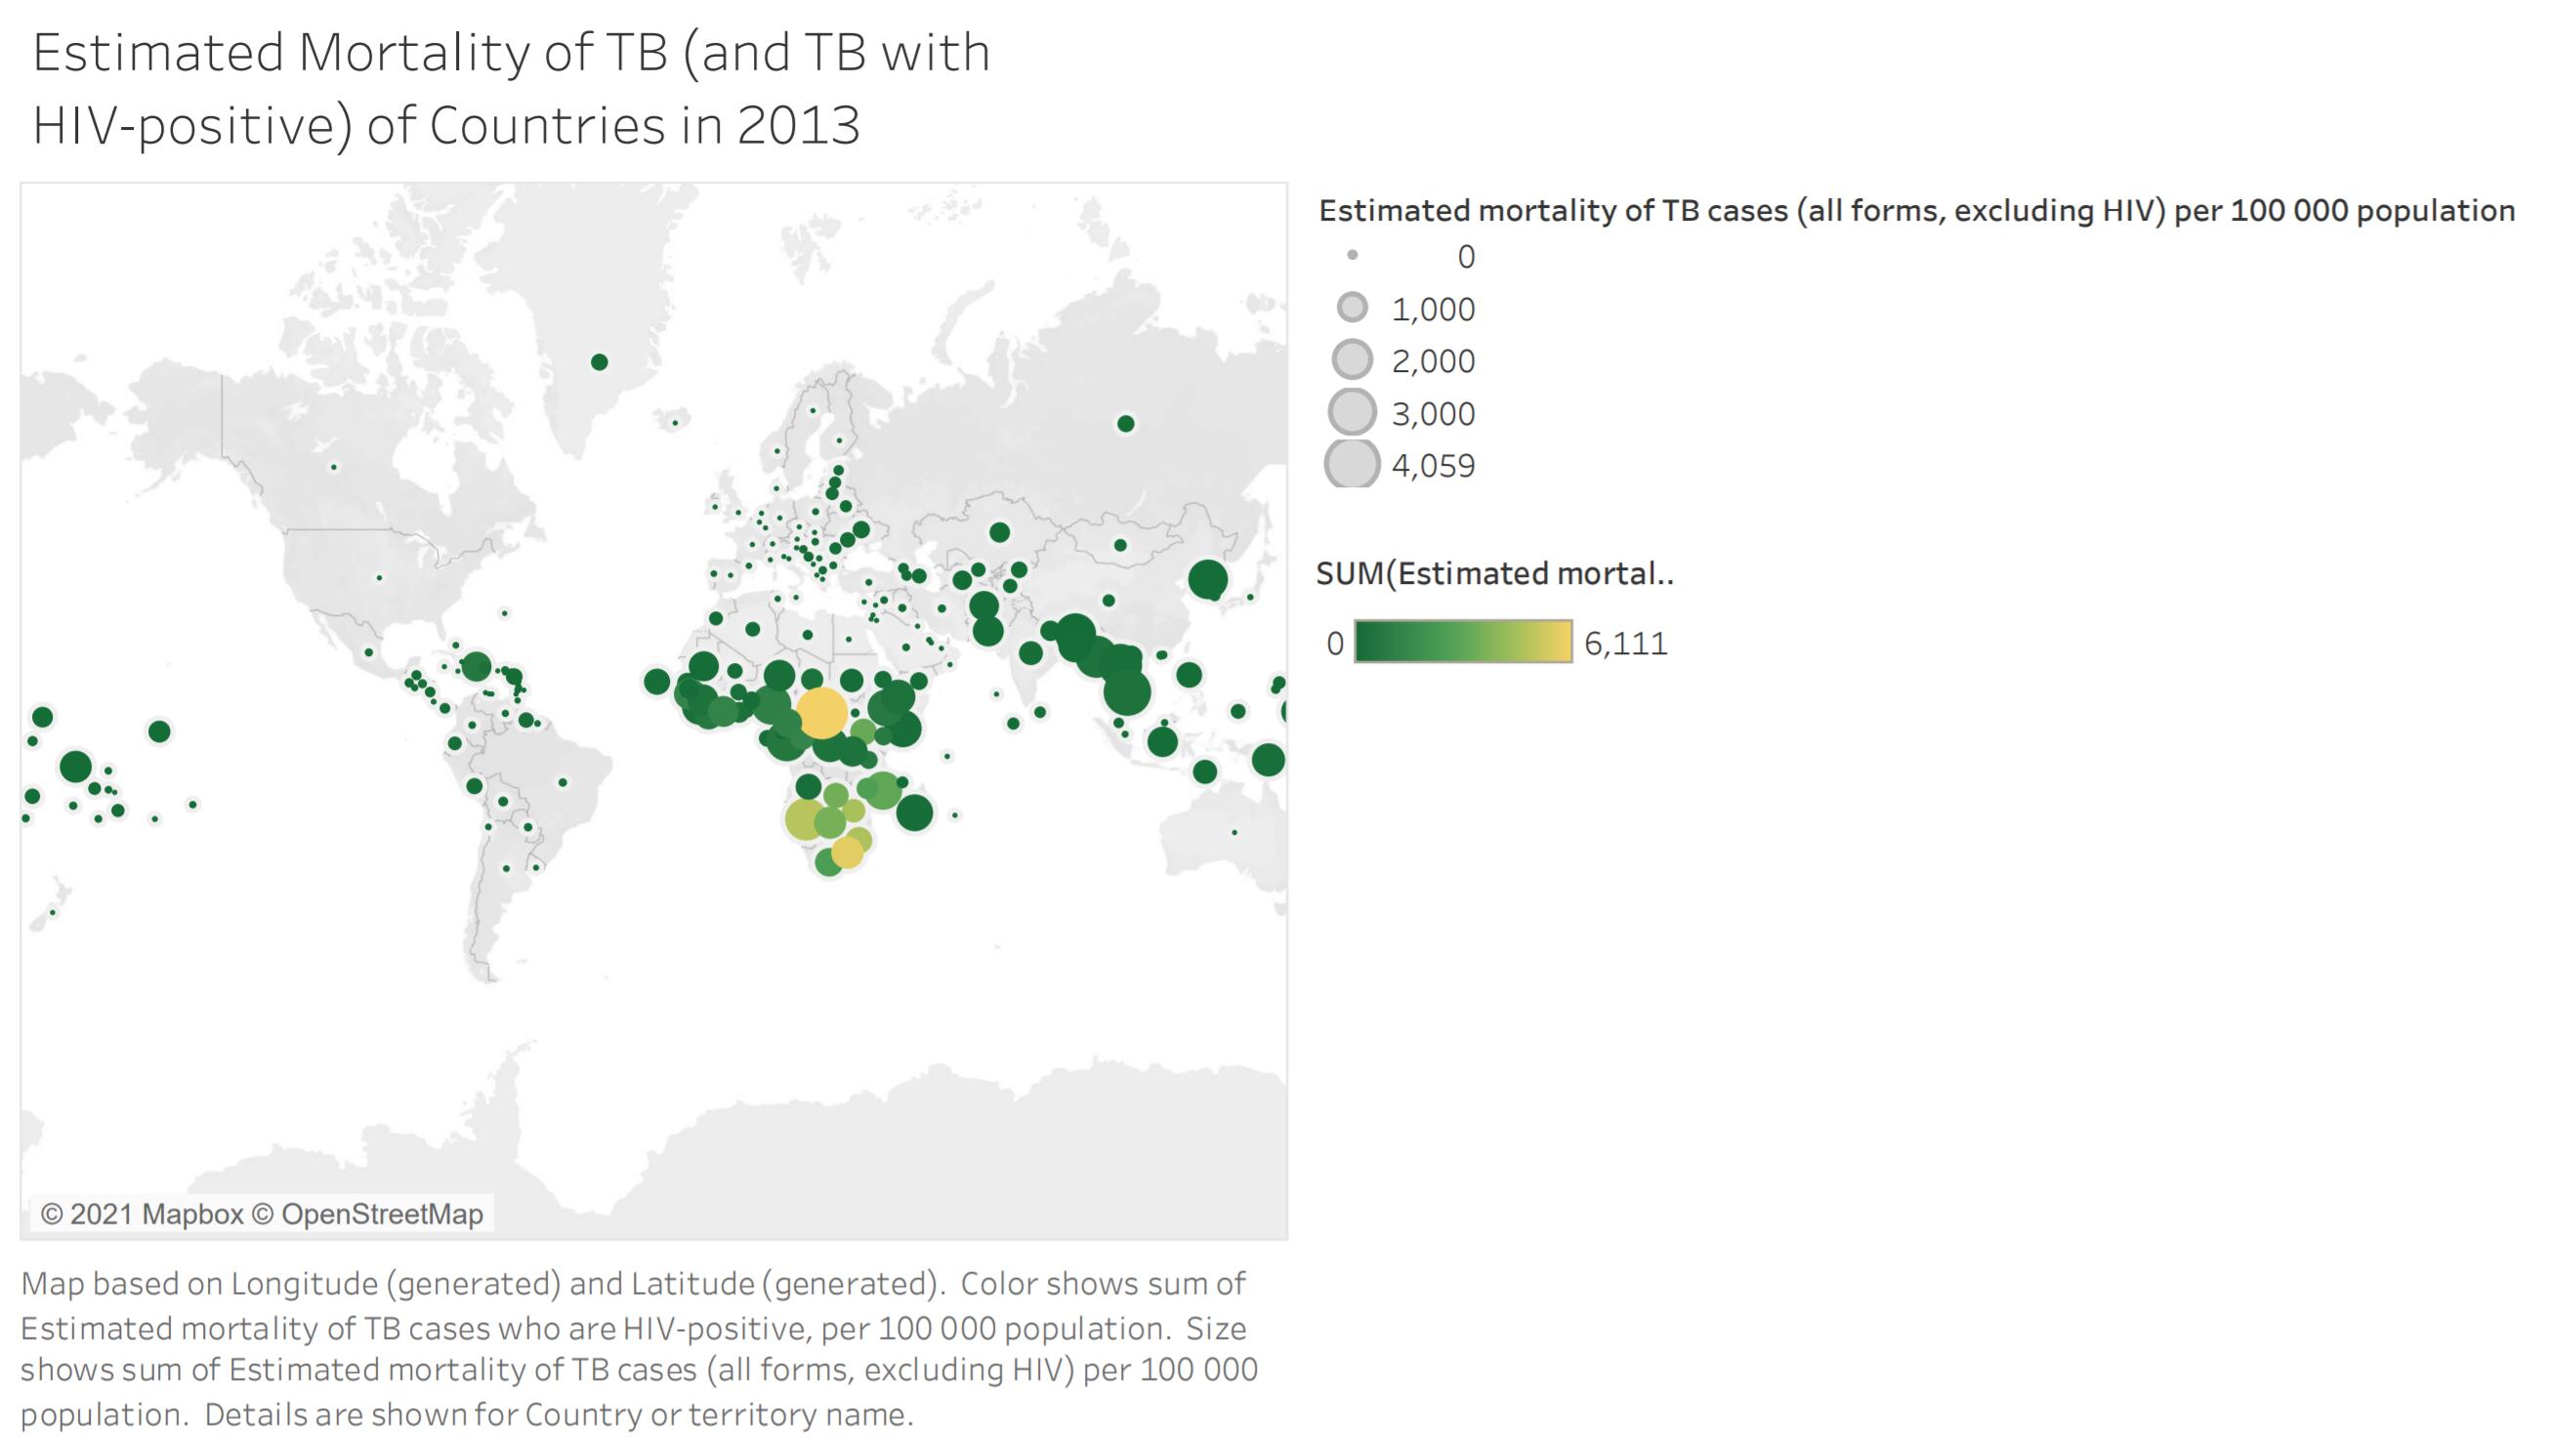 Estimated Mortality of TB (and TB with
HIV-positive) of Countries in 2013
Estimated mortality of TB cases (all forms, excluding HIV) per 100 000 population
0
1,000
2,000
3,000
4,059
SUM(Estimated mortal..
0 6,111
© 2021 Mapbox © OpenStreetMap
Map based on Longitude (generated) and Latitude (generated). Color shows sum of
Estimated mortality of TB cases who are HIV-positive, per 100 000 population. Size
shows sum of Estimated mortality of TB cases (all forms, excluding HIV) per 100 000
population. Details are shown for Country or territory name.